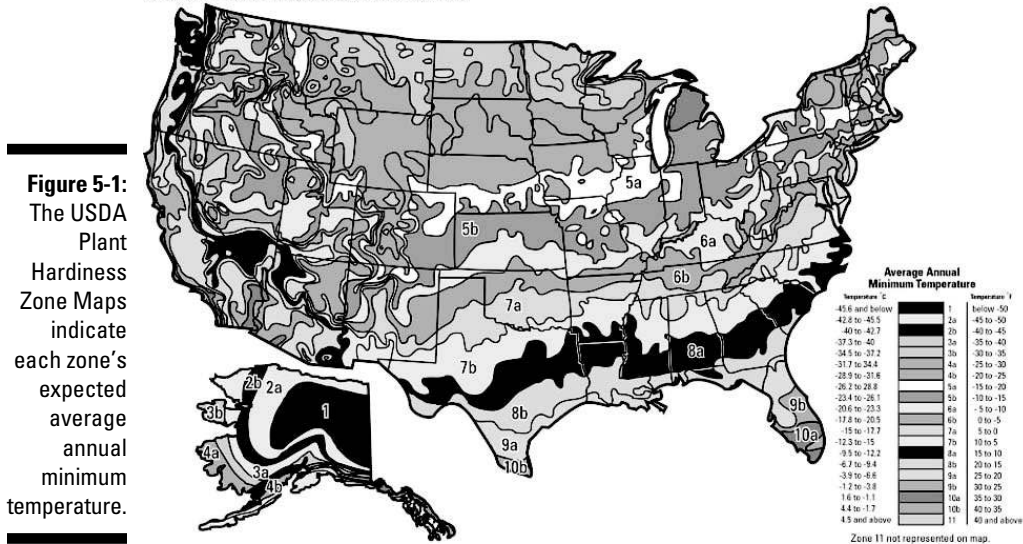 Figure 5-1:
The USDA
Plant
Hardiness
Zone Maps
indicate
each zone's
expected
average
annual
minimum
temperature.
5a
5b
6a
6b
7a
7b
8a
8b
9a
10b
9b
10a
2b
2a
1
3b
4a
3a
4b
Average Annual
Minimum Temperature
Temperature °C Temperature °F
-45.6 and below 1 below -50
-42.8 to -45.5 2a -45 to -50
-40 to -42.7 2b -40 to -45
-37.3 to -40 3a -35 to -40
-34.5 to -37.2 3b -30 to -35
-31.7 to 34.4 4a -25 to -30
-28.9 to -31.6 4b -20 to -25
-26.2 to 28.8 5a -15 to -20
-23.4 to -26.1 5b -10 to -15
-20.6 to -23.3 6a -5 to -10
-17.8 to -20.5 6b 0 to -5
-15 to -17.7 7a 5 to 0
-12.3 to -15 7b 10 to 5
-9.5 to -12.2 8a 15 to 10
-6.7 to -9.4 8b 20 to 15
-3.9 to -6.6 9a 25 to 20
-1.2 to -3.8 9b 30 to 25
1.6 to -1.1 10a 35 to 30
4.4 to -1.7 10b 40 to 35
4.5 and above 11 40 and above
Zone 11 not represented on map.